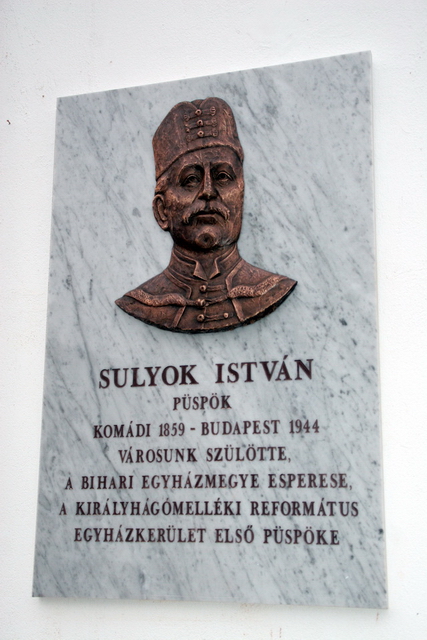 SULYOK ISTVÁN
PÜSPÖK
KOMÁDI 1859 - BUDAPEST 1944
VÁROSUNK SZÜLÖTTE,
A BIHARI EGYHÁZMEGYE ESPERESE,
A KIRÁLYHÁGÓMELLÉKI REFORMÁTUS
EGYHÁZKERÜLET ELSŐ PÜSPÖKE